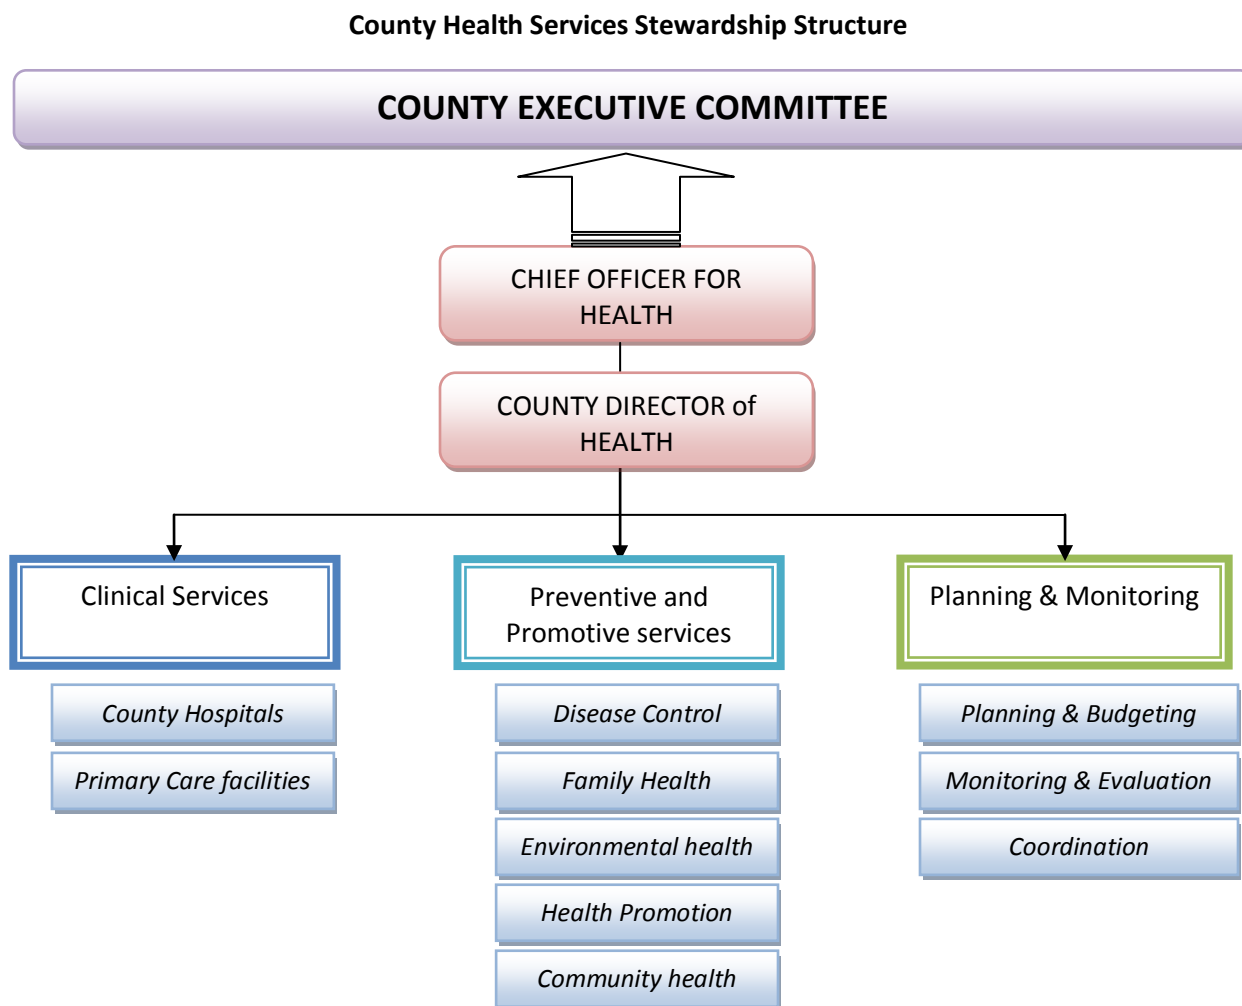 County Health Services Stewardship Structure
COUNTY EXECUTIVE COMMITTEE
CHIEF OFFICER FOR
HEALTH
COUNTY DIRECTOR of
HEALTH
Clinical Services
Preventive and
Promotive services
Planning & Monitoring
County Hospitals
Primary Care facilities
Disease Control
Family Health
Environmental health
Health Promotion
Community health
Planning & Budgeting
Monitoring & Evaluation
Coordination